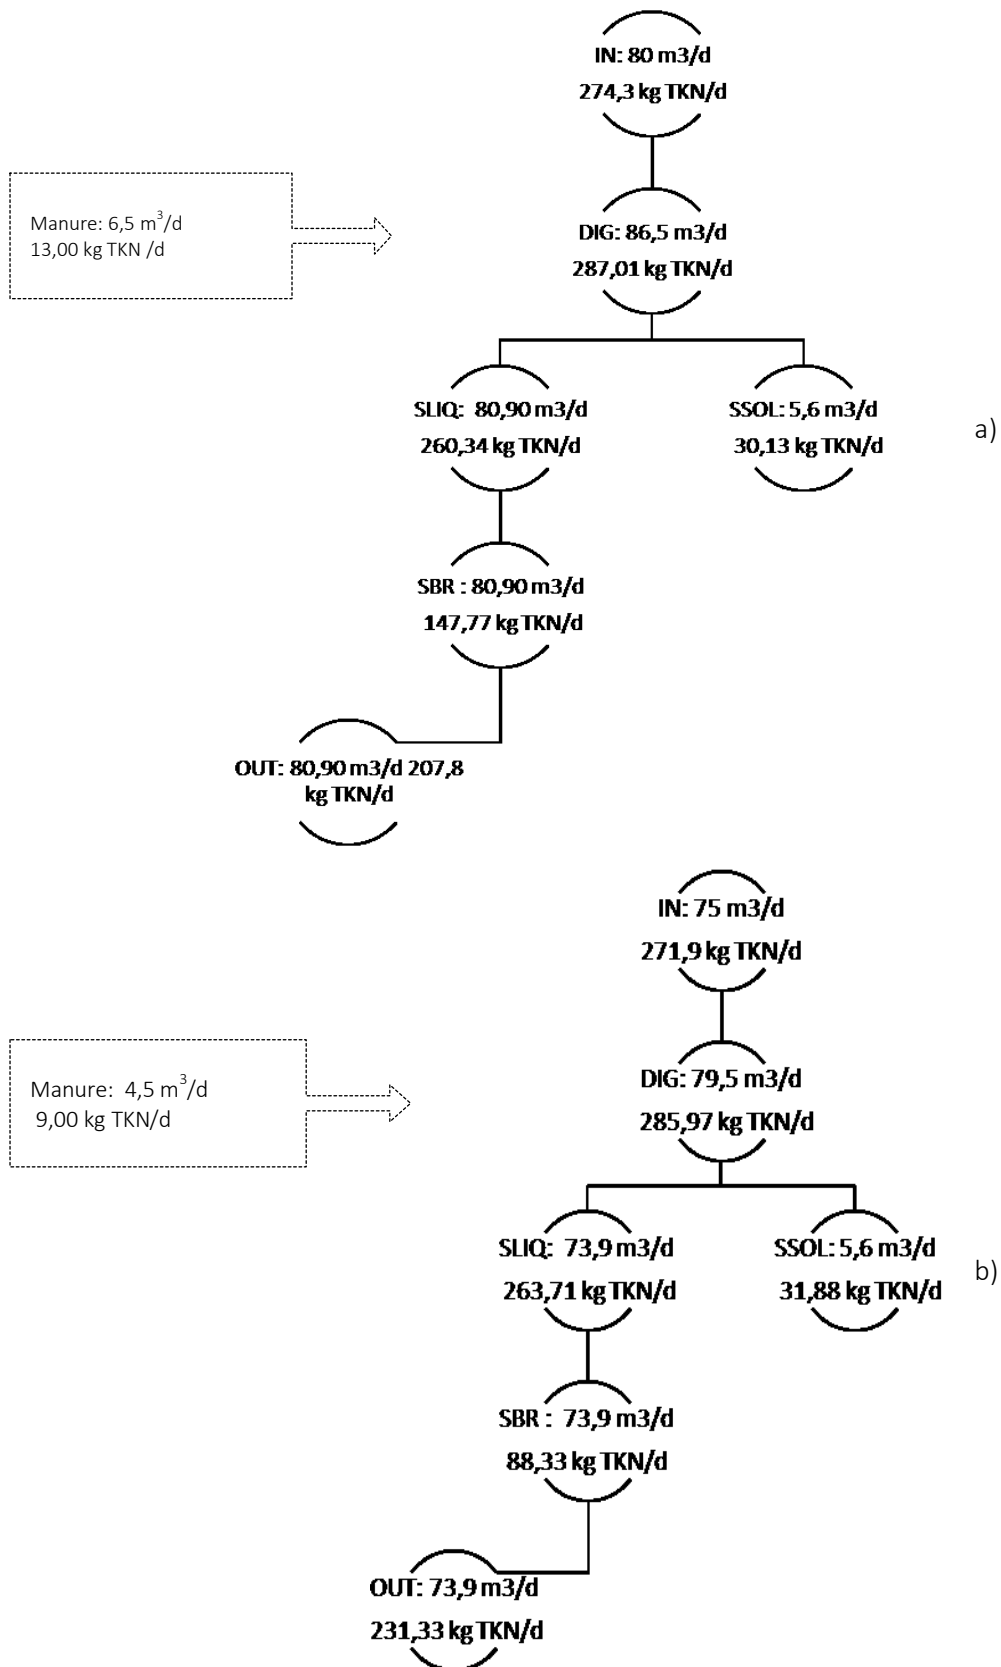 IN: 80 m3/d
274,3 kg TKN/d
Manure: 6,5 m³/d
13,00 kg TKN /d
DIG: 86,5 m3/d
287,01 kg TKN/d
SLIQ: 80,90 m3/d
260,34 kg TKN/d
SSOL: 5,6 m3/d
30,13 kg TKN/d
a)
SBR : 80,90 m3/d
147,77 kg TKN/d
OUT: 80,90 m3/d 207,8
kg TKN/d
IN: 75 m3/d
271,9 kg TKN/d
Manure: 4,5 m³/d
9,00 kg TKN/d
DIG: 79,5 m3/d
285,97 kg TKN/d
SLIQ: 73,9 m3/d
263,71 kg TKN/d
SSOL: 5,6 m3/d
31,88 kg TKN/d
b)
SBR : 73,9 m3/d
88,33 kg TKN/d
OUT: 73,9 m3/d
231,33 kg TKN/d